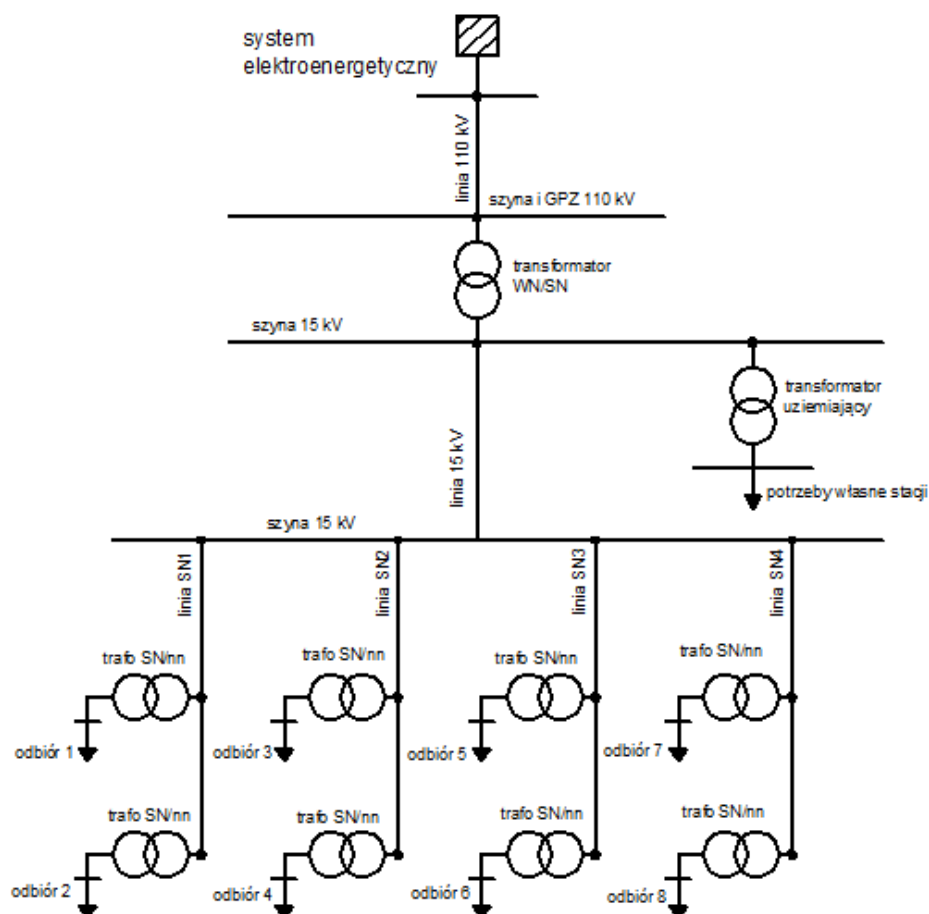 system
elektroenergetyczny
linia 110 kV
szyna i GPZ 110 kV
transformator
WN/SN
szyna 15 kV
transformator
uziemiający
linia 15 kV
potrzeby własne stacji
szyna 15 kV
linia SN1
linia SN2
linia SN3
linia SN4
trafo SN/nn
trafo SN/nn
trafo SN/nn
trafo SN/nn
odbiór 1
odbiór 3
odbiór 5
odbiór 7
trafo SN/nn
trafo SN/nn
trafo SN/nn
trafo SN/nn
odbiór 2
odbiór 4
odbiór 6
odbiór 8